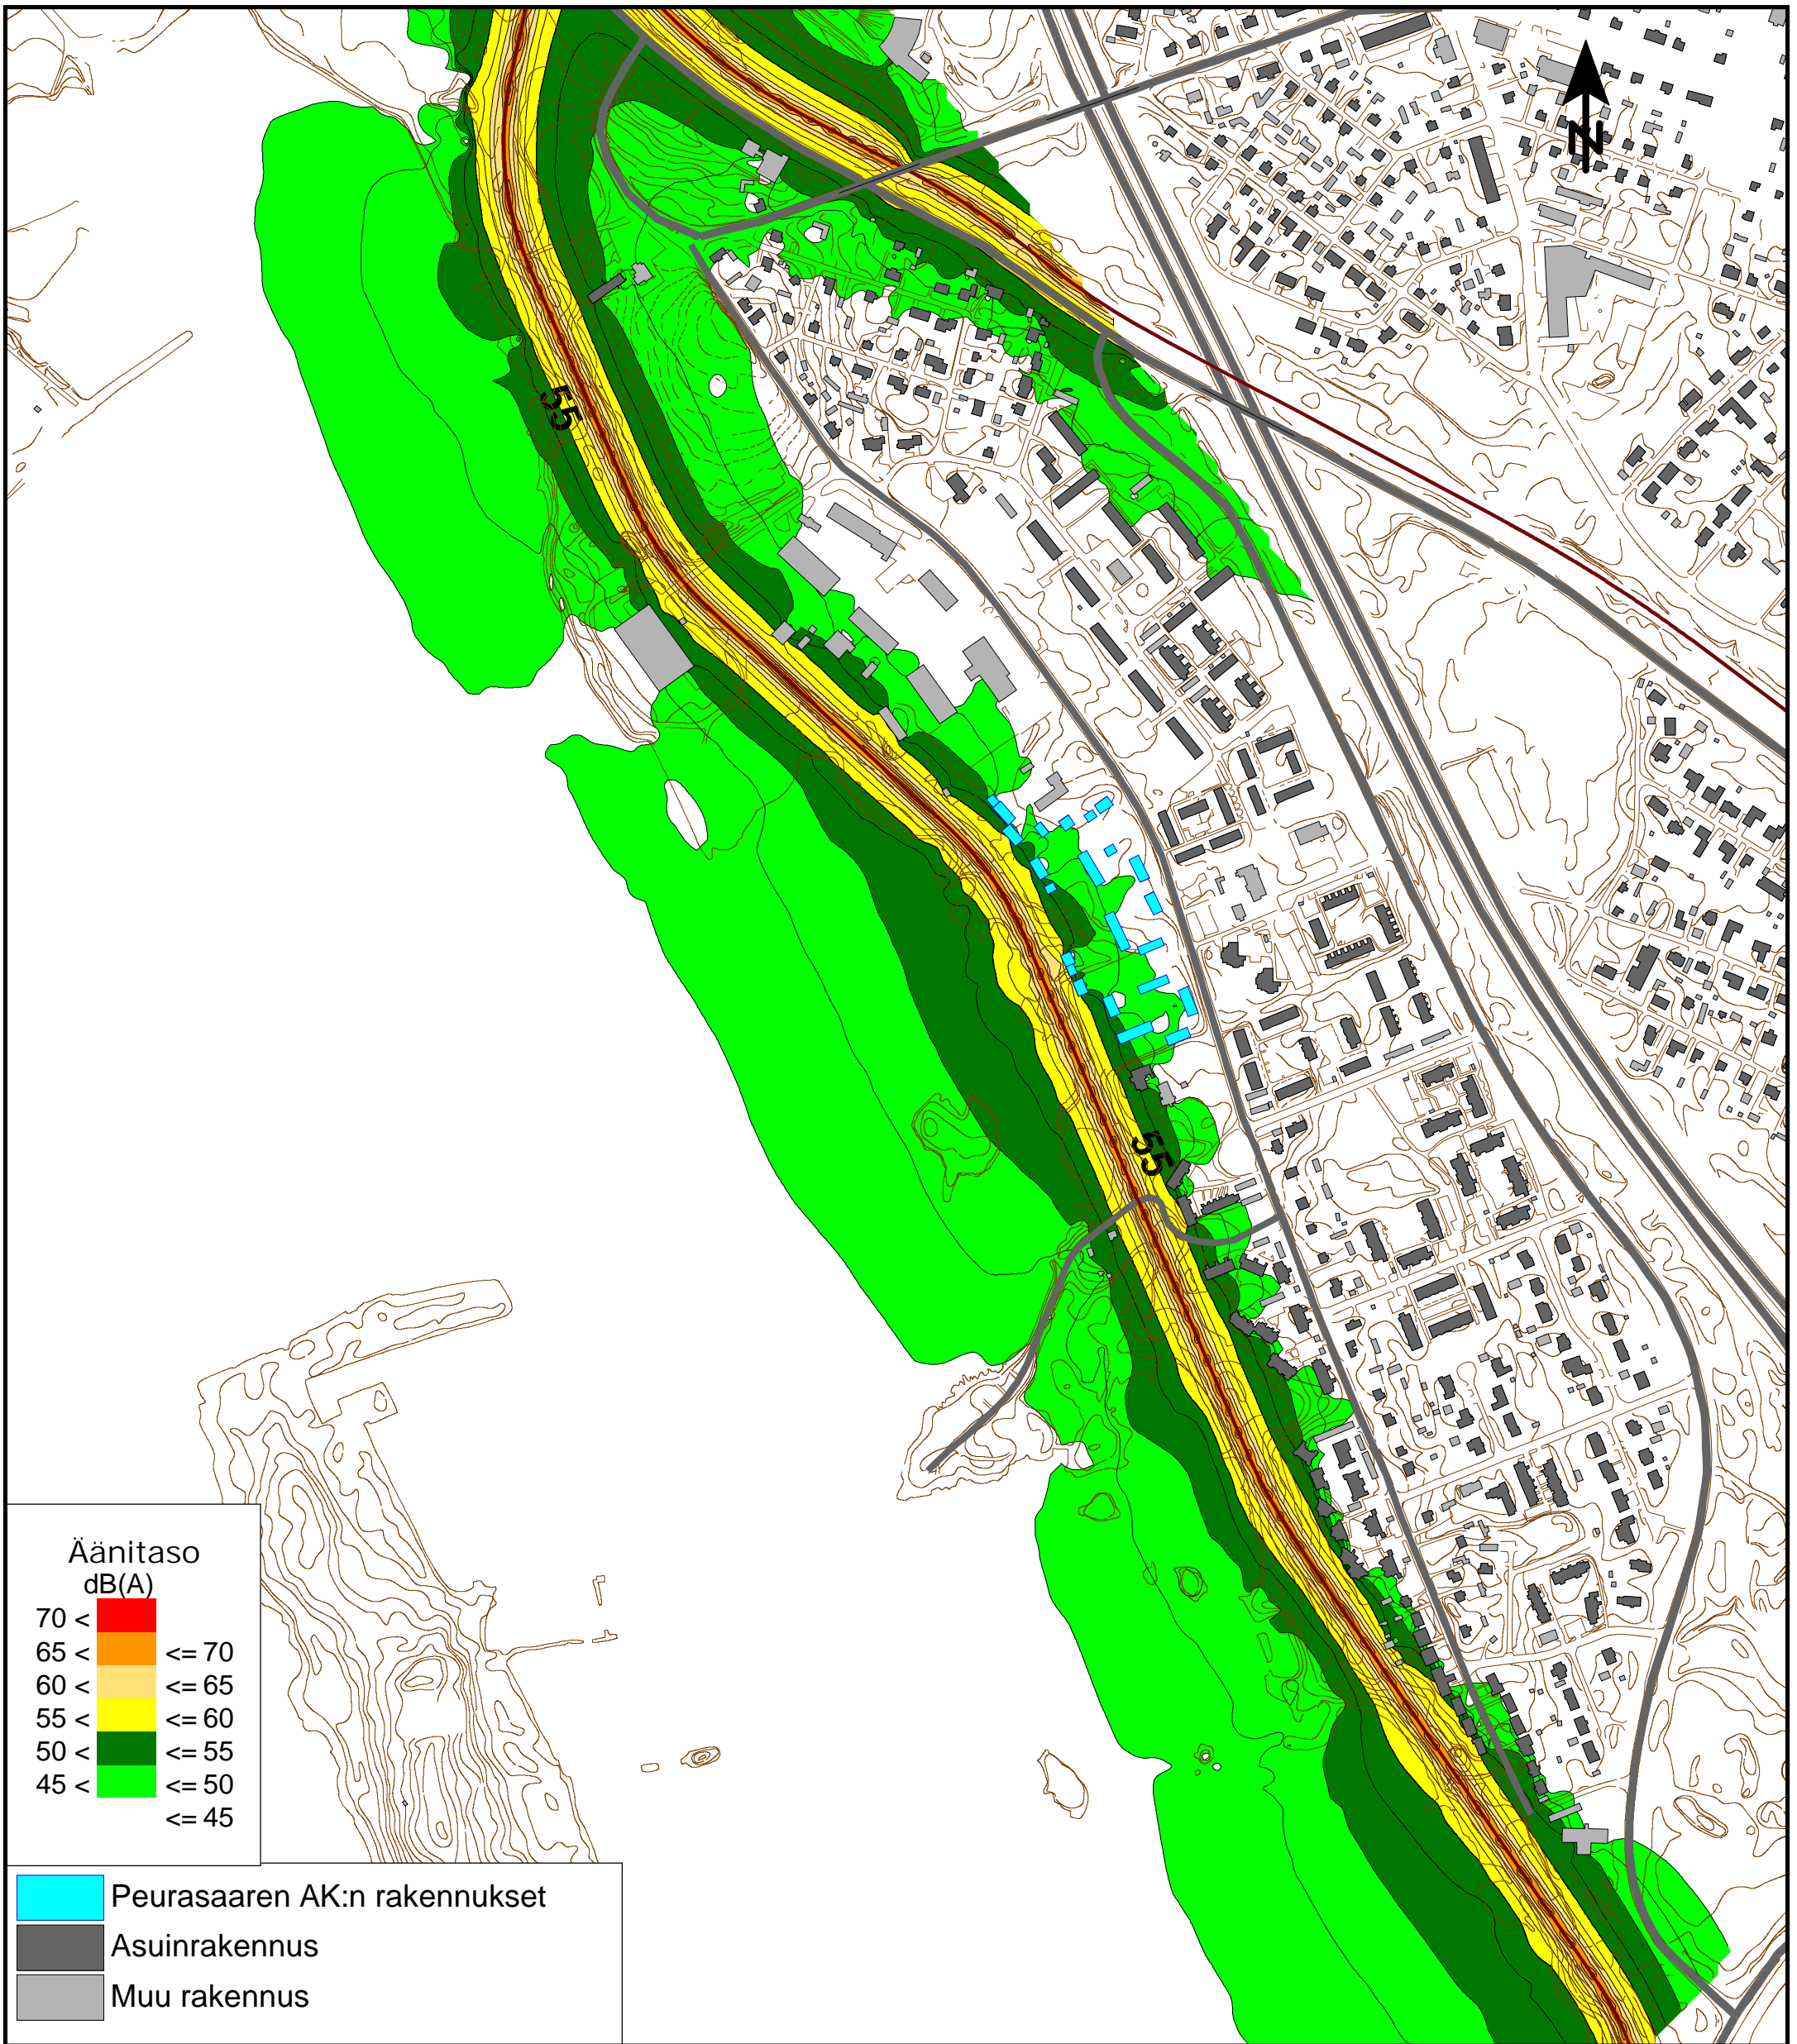 N
55
55
Äänitaso
dB(A)
70 <
65 < <= 70
60 < <= 65
55 < <= 60
50 < <= 55
45 < <= 50
<= 45
Peurasaaren AK:n rakennukset
Asuinrakennus
Muu rakennus